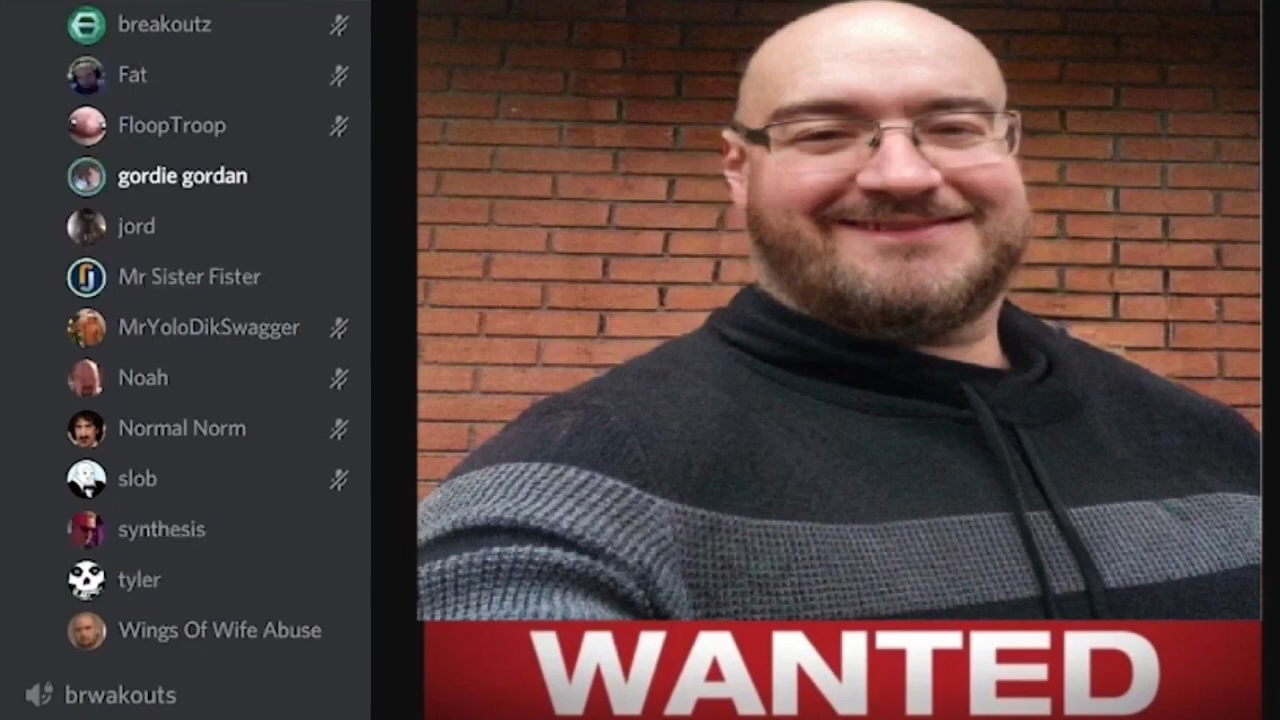 breakoutz
Fat
FloopTroop
gordie gordan
jord
Mr Sister Fister
MrYoloDikSwagger
Noah
Normal Norm
slob
synthesis
tyler
Wings Of Wife Abuse
brwakouts
WANTED